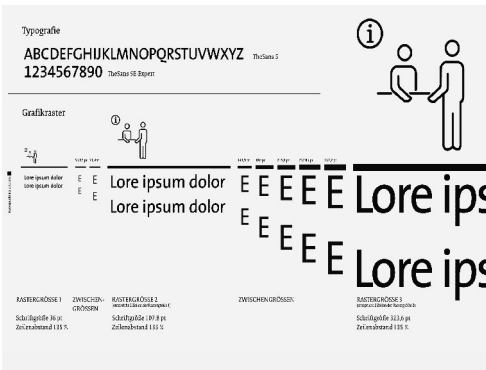 Typografie
ABCDEFGHIJKLMNOPQRSTUVWXYZ TheSans 5
1234567890 TheSans SE Expert
Grafikraster
Lore ipsum dolor
Lore ipsum dolor
E E
E E
Lore ipsum dolor
Lore ipsum dolor
E E E E E
E E E E E
Lore ips
Lore ips
RASTERGRÖSSE 1
Schriftgröße 36 pt
Zeilenabstand 135 %
ZWISCHEN-
GRÖSSEN
RASTERGRÖSSE 2
Schriftgröße 107,8 pt
Zeilenabstand 135 %
ZWISCHENGRÖSSEN
RASTERGRÖSSE 3
Schriftgröße 323,6 pt
Zeilenabstand 135 %